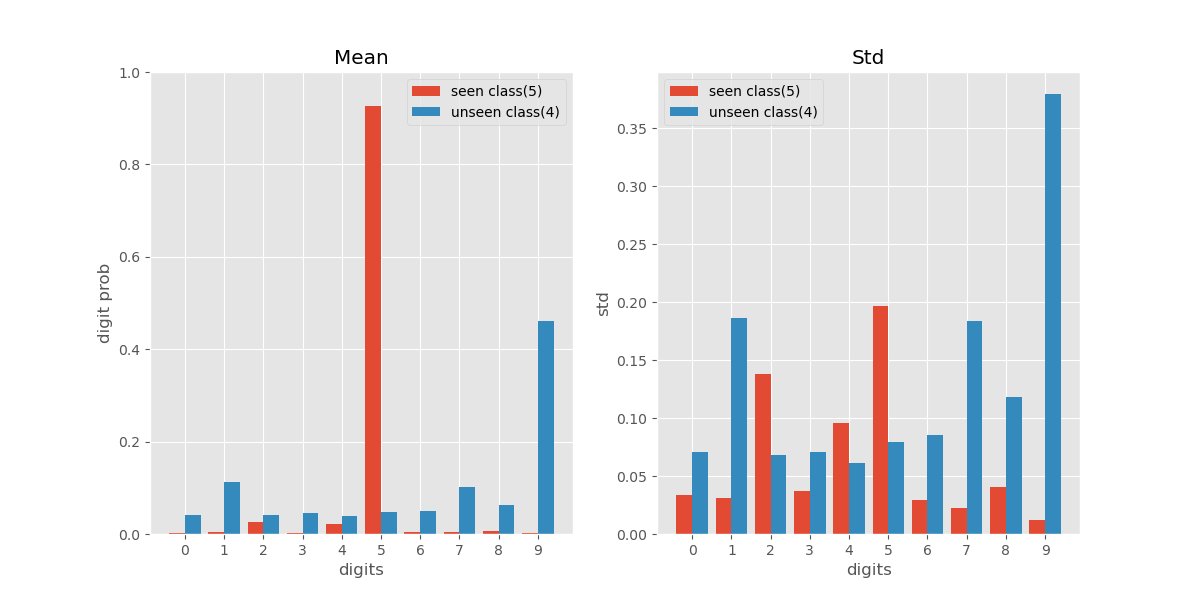 Mean
1.0
0.8
0.6
0.4
0.2
0.0
digit prob
seen class(5)
unseen class(4)
0 1 2 3 4 5 6 7 8 9
digits
Std
0.35
0.30
0.25
0.20
0.15
0.10
0.05
0.00
std
seen class(5)
unseen class(4)
0 1 2 3 4 5 6 7 8 9
digits